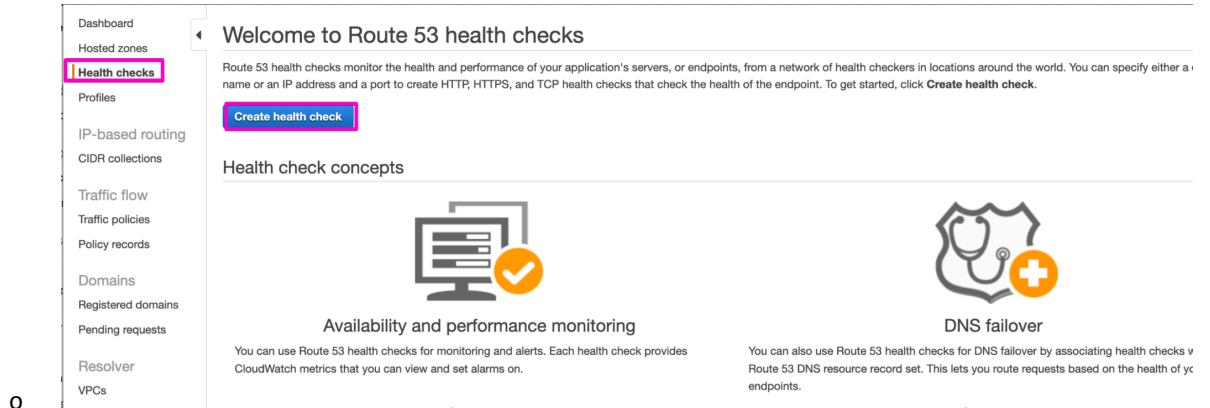 Dashboard
Hosted zones
Health checks
Profiles
IP-based routing
CIDR collections
Traffic flow
Traffic policies
Policy records
Domains
Registered domains
Pending requests
Resolver
VPCs
Welcome to Route 53 health checks
Route 53 health checks monitor the health and performance of your application's servers, or endpoints, from a network of health checkers in locations around the world. You can specify either a
name or an IP address and a port to create HTTP, HTTPS, and TCP health checks that check the health of the endpoint. To get started, click Create health check.
Create health check
Health check concepts
Availability and performance monitoring
You can use Route 53 health checks for monitoring and alerts. Each health check provides
CloudWatch metrics that you can view and set alarms on.
DNS failover
You can also use Route 53 health checks for DNS failover by associating health checks
Route 53 DNS resource record set. This lets you route requests based on the health of
endpoints.
o